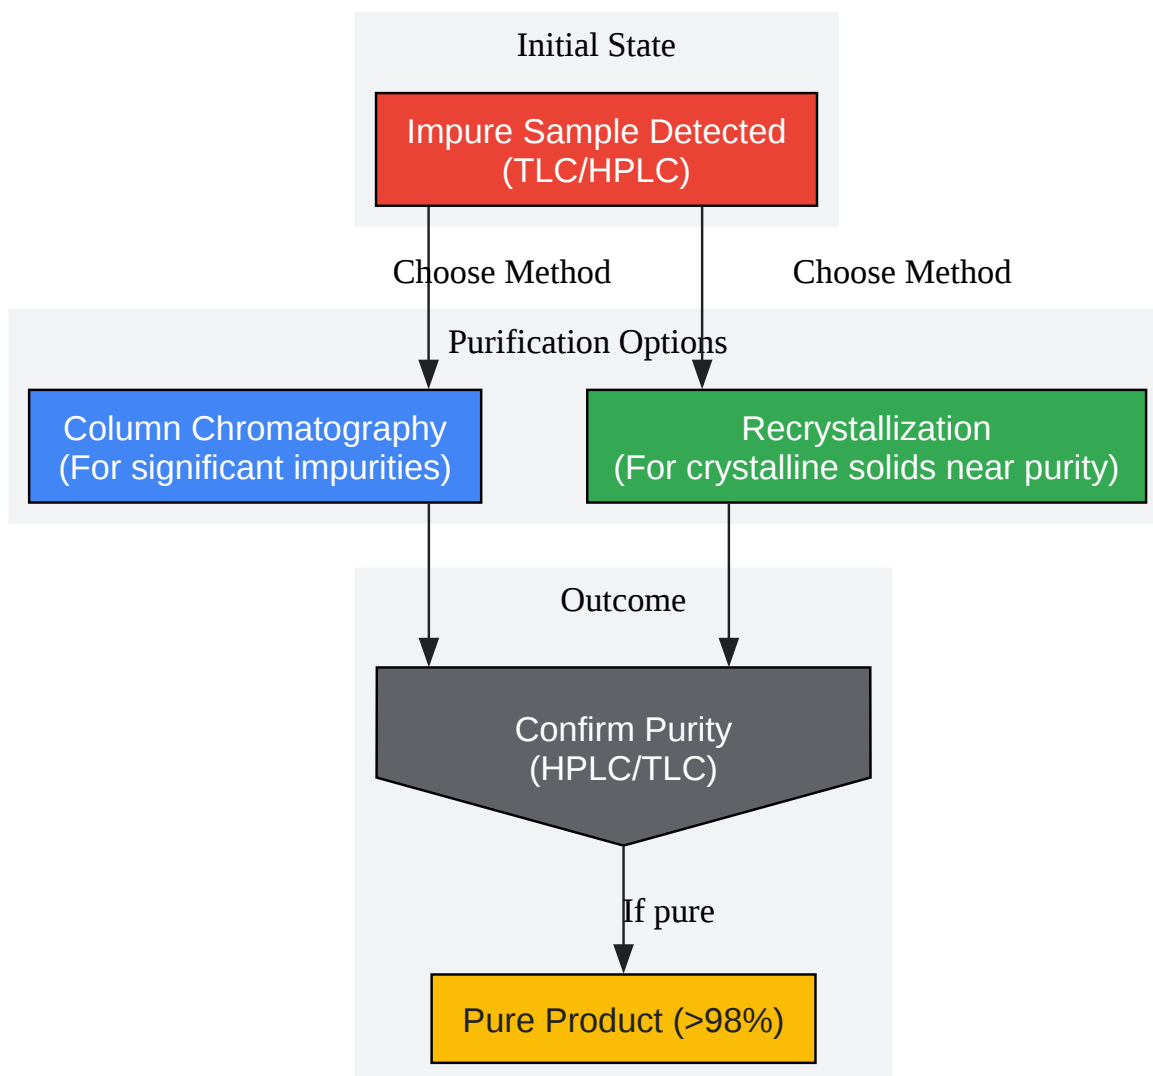 Initial State
Impure Sample Detected
(TLC/HPLC)
Choose Method
Choose Method
Purification Options
Column Chromatography
(For significant impurities)
Recrystallization
(For crystalline solids near purity)
Outcome
Confirm Purity
(HPLC/TLC)
If pure
Pure Product (>98%)